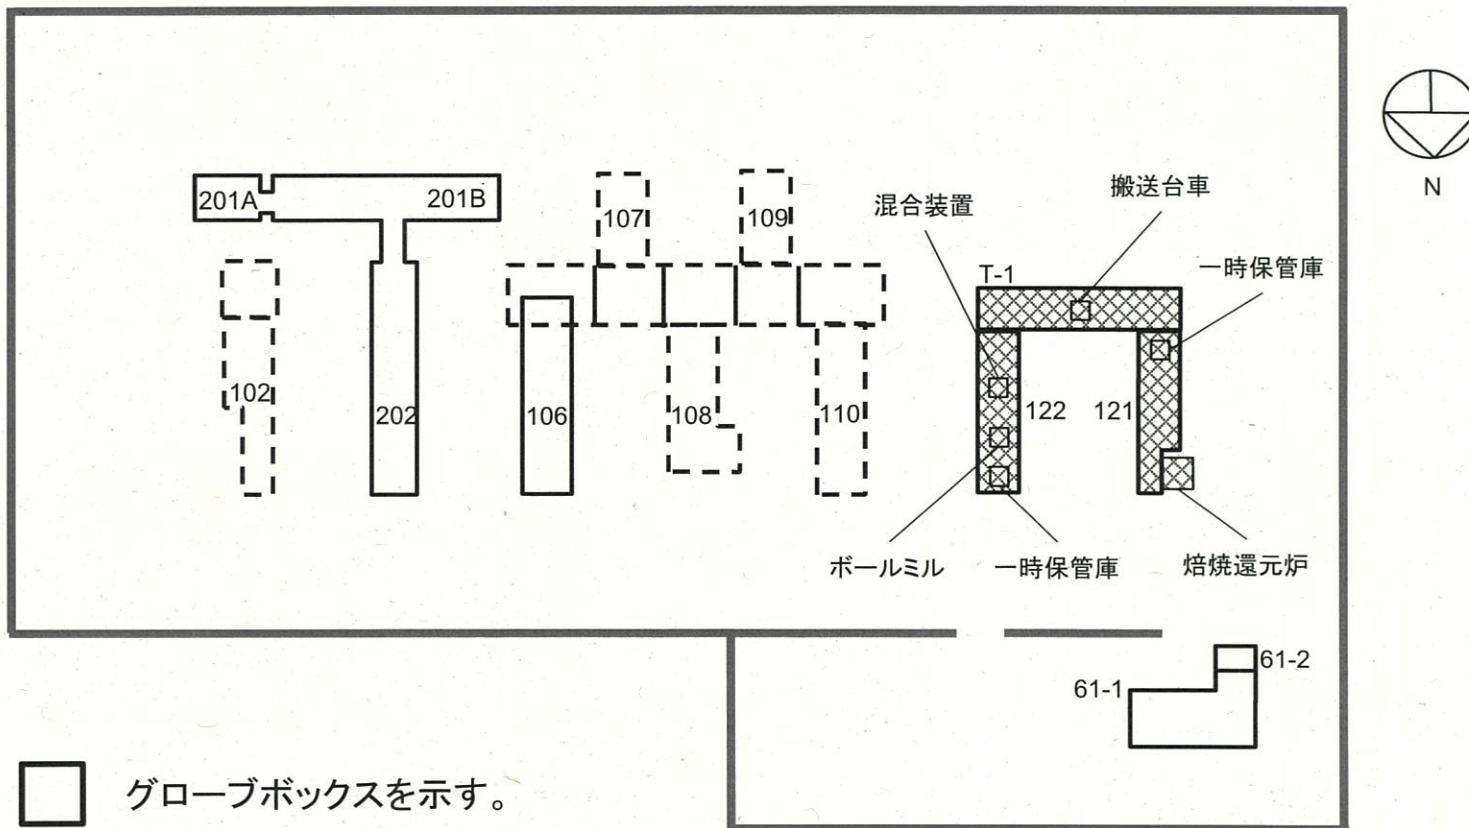 搬送台車
201A
201B
107
109
混合装置
N
一時保管庫
T-1
102
202
106
108
110
122
121
ボールミル
一時保管庫
焙焼還元炉
61-2
61-1
グローブボックスを示す。